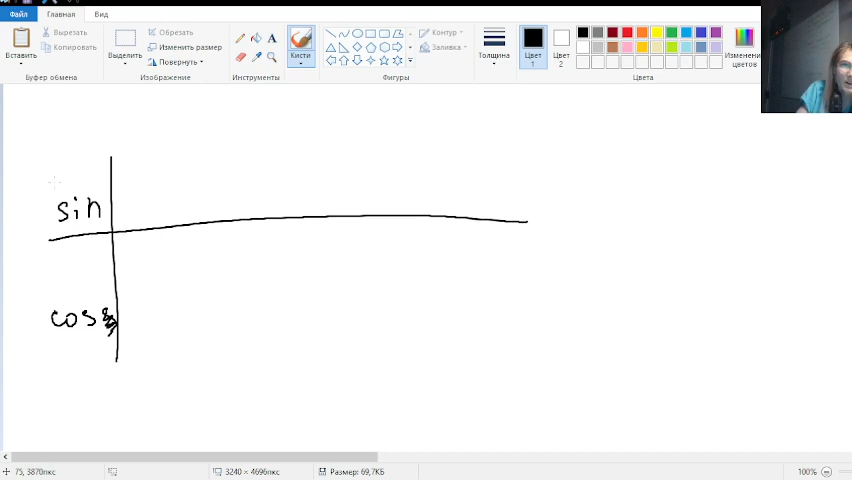 Файл Главная Вид
Вставить
Вырезать
Копировать
Буфер обмена
Выделить
Обрезать
Изменить размер
Повернуть
Изображение
A
Инструменты
Кисти
Контур
Заливка
Фигуры
Толщина
Цвет 1
Цвет 2
Цвета
Изменение цветов
sin
cos
75, 3870пкс
3240 × 4696пкс
Размер: 69,7КБ
100%